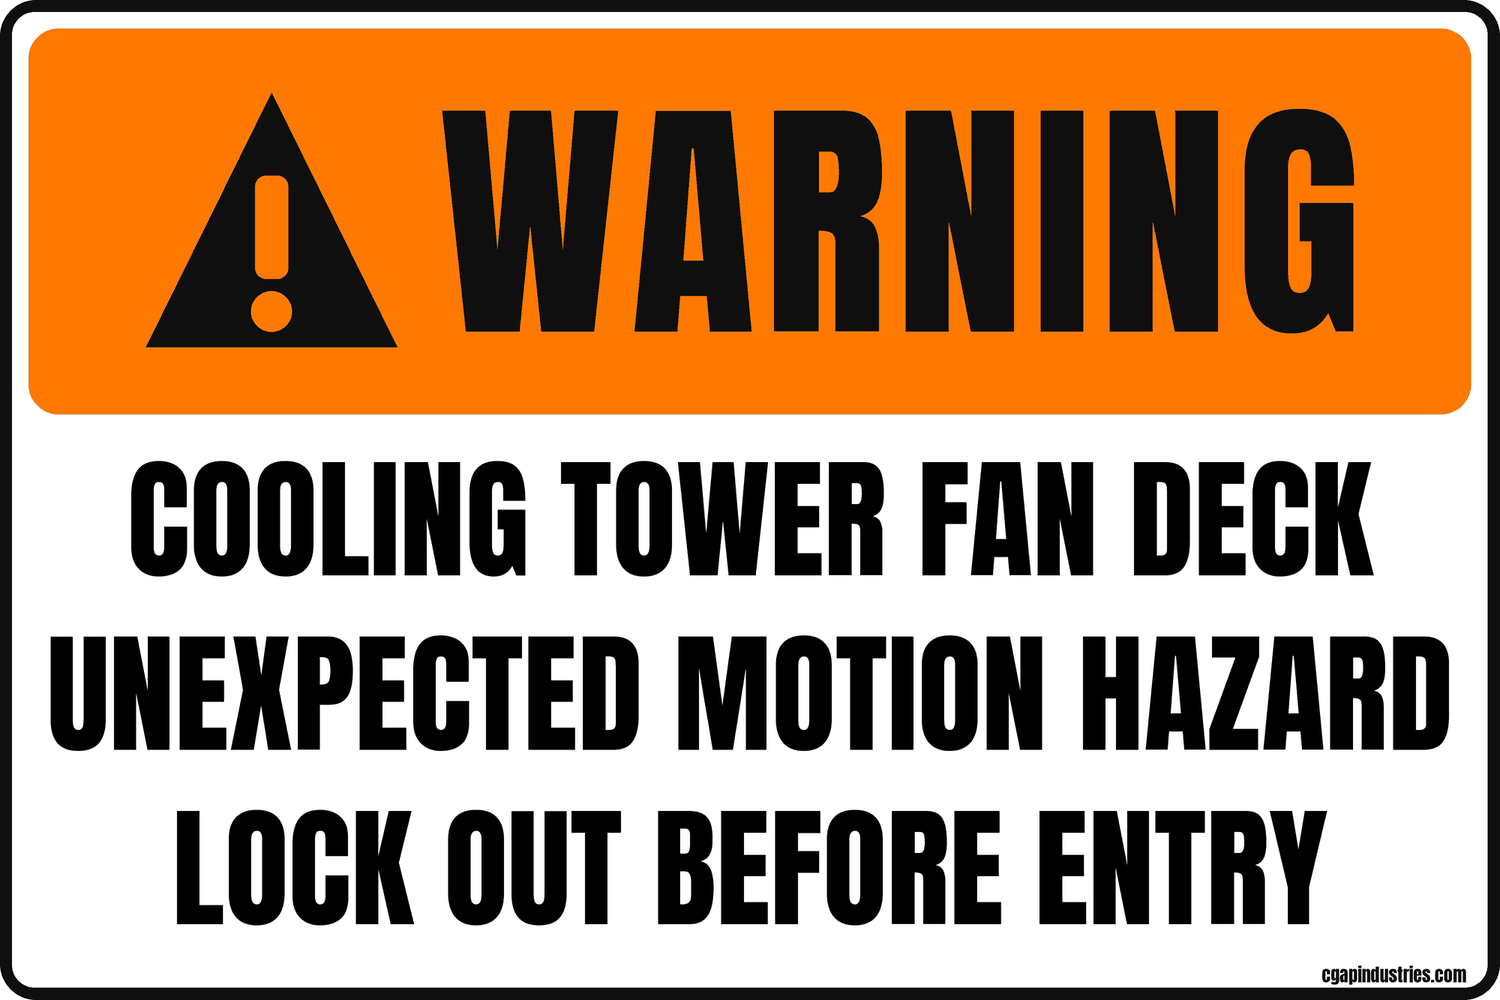 WARNING
COOLING TOWER FAN DECK
UNEXPECTED MOTION HAZARD
LOCK OUT BEFORE ENTRY
cgapindustries.com